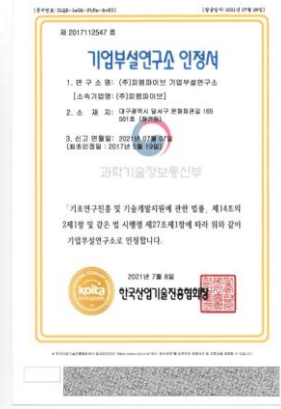 제 2017112547 호
기업부설연구소 인정서
1. 연 구 소 명: (주)피엠파이브 기업부설연구소
[소속기업명: (주)피엠파이브]
2. 소 재 지: 대구광역시 달서구 문화회관길 165
501호
3. 신고 연월일: 2021년 07월 07일
(최초인정일 : 2017년 5월 19일)
과학기술정보통신부
「기초연구진흥 및 기술개발지원에 관한 법률」 제14조의
2제1항 및 같은 법 시행령 제27조제1항에 따라 위와 같이
기업부설연구소로 인정합니다.
2021년 7월 8일
koita
한국산업기술진흥협회장